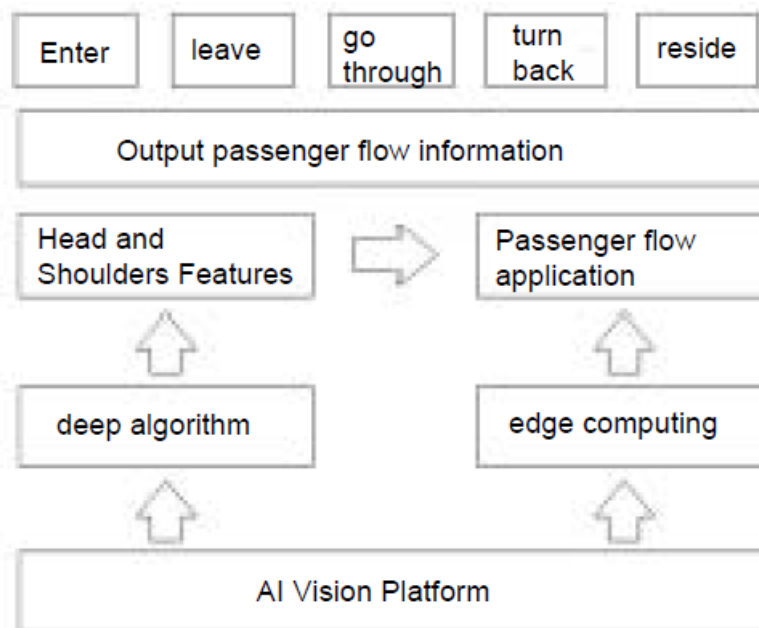 Enter
leave
go
through
turn
back
reside
Output passenger flow information
Head and
Shoulders Features
Passenger flow
application
deep algorithm
edge computing
AI Vision Platform